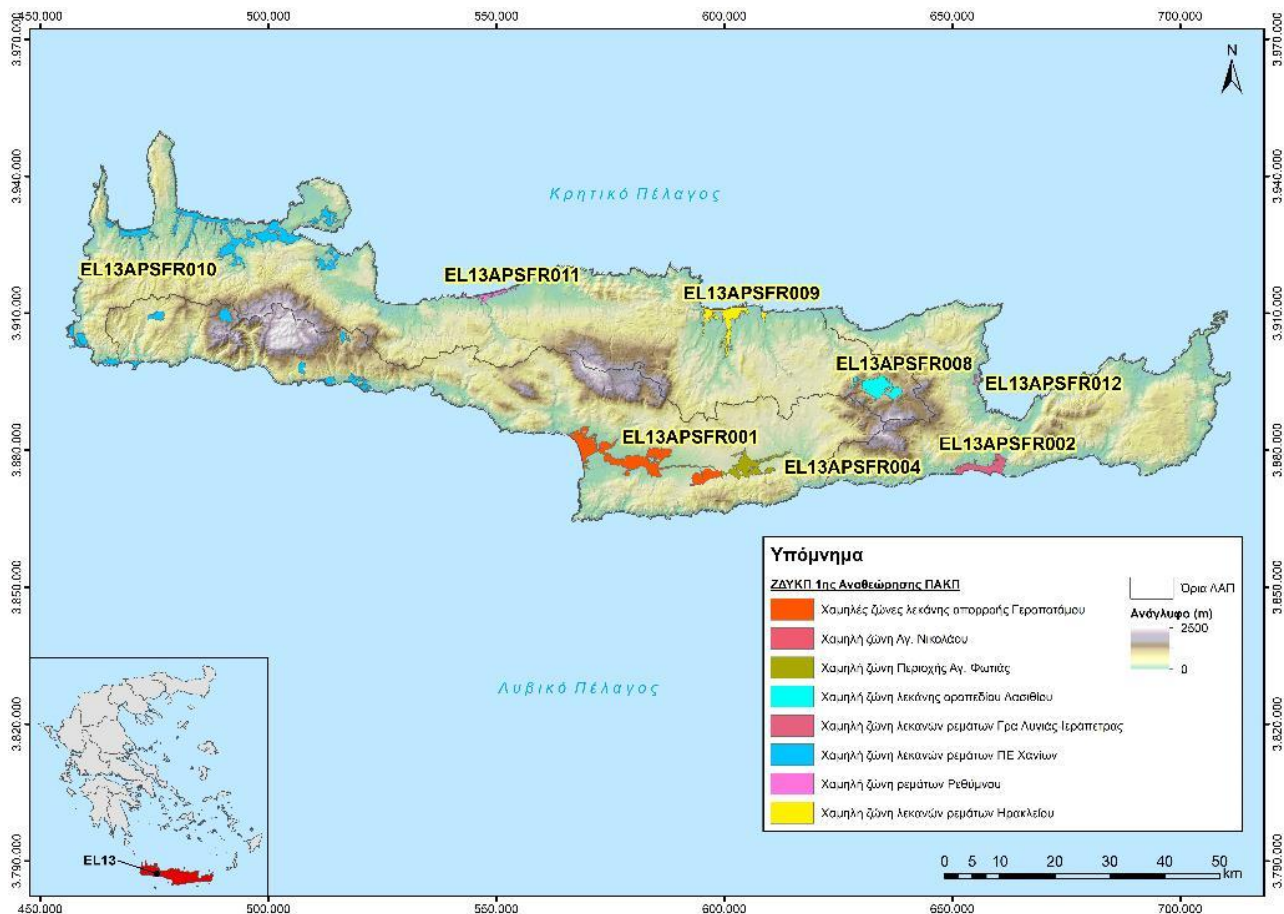 450.000 500.000 550.000 600.000 650.000 700.000
3.970.000 3.970.000
N
3.940.000 3.940.000
Κρητικό Πέλαγος
EL13APSFR010
EL13APSFR011
EL13APSFR009
3.910.000 3.910.000
EL13APSFR008
EL13APSFR012
EL13APSFR001
EL13APSFR002
3.880.000 3.880.000
EL13APSFR004
3.850.000 3.850.000
Υπόμνημα
ΖΔΥΚΠ 1ης Αναθεώρησης ΠΑΚΠ
Χαμηλές ζώνες λεκάνης απορροής Γεροποτάμου
Χαμηλή ζώνη Αγ. Νικολάου
Χαμηλή ζώνη Περιοχής Αγ. Φωτιάς
Χαμηλή ζώνη λεκάνης οροπεδίου Λασιθίου
Χαμηλή ζώνη λεκανών ρεμάτων Γρα Λυγιάς-Ιεράπετρας
Χαμηλή ζώνη λεκανών ρεμάτων ΠΕ Χανίων
Χαμηλή ζώνη ρεμάτων Ρεθύμνου
Χαμηλη ζώνη λεκανών ρεμάτων Ηρακλείου
Όρια ΛΑΠ
Ανάγλυφο (m)
2500
0
Λυβικό Πέλαγος
3.820.000 3.820.000
3.790.000 3.790.000
EL13
0 5 10 20 30 40 50
km
450.000 500.000 550.000 600.000 650.000 700.000